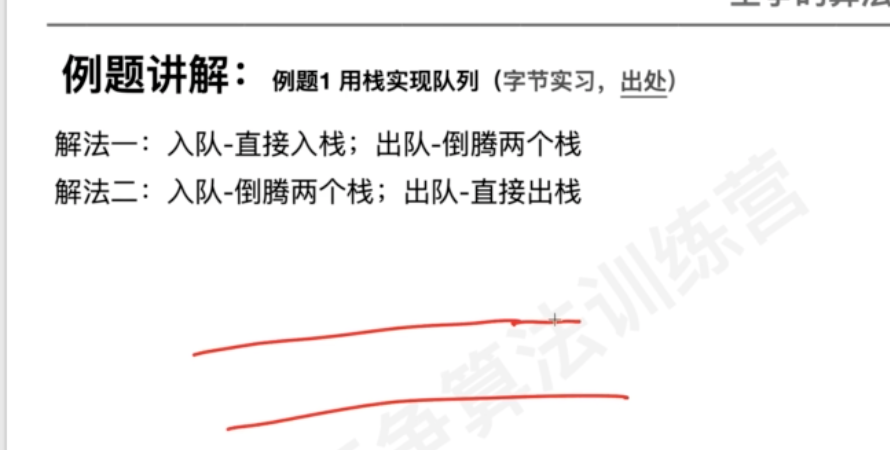 例题讲解：例题1 用栈实现队列（字节实习，出处）
解法一：入队-直接入栈；出队-倒腾两个栈
解法二：入队-倒腾两个栈；出队-直接出栈
算法训练营